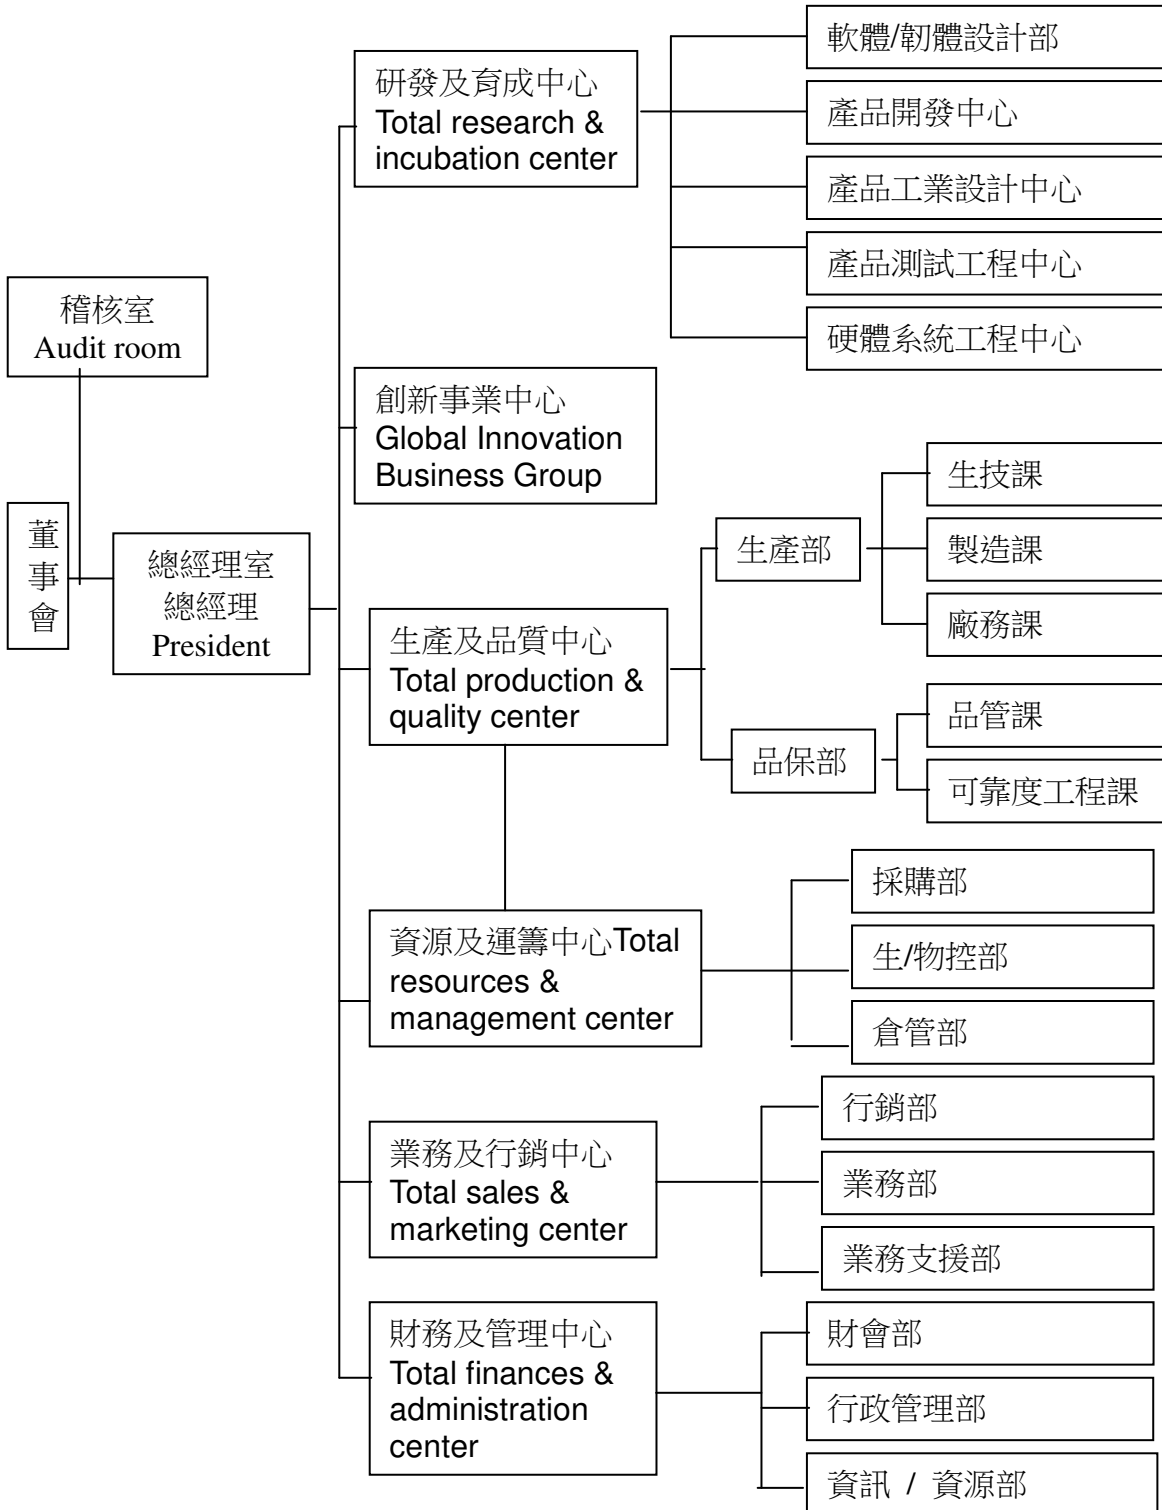 稽核室
Audit room
董
事
會
總經理室
總經理
President
研發及育成中心
Total research &
incubation center
軟體/韌體設計部
產品開發中心
產品工業設計中心
產品測試工程中心
硬體系統工程中心
創新事業中心
Global Innovation
Business Group
生產及品質中心
Total production &
quality center
生產部
生技課
製造課
廠務課
品保部
品管課
可靠度工程課
資源及運籌中心Total
resources &
management center
採購部
生/物控部
倉管部
業務及行銷中心
Total sales &
marketing center
行銷部
業務部
業務支援部
財務及管理中心
Total finances &
administration
center
財會部
行政管理部
資訊 / 資源部